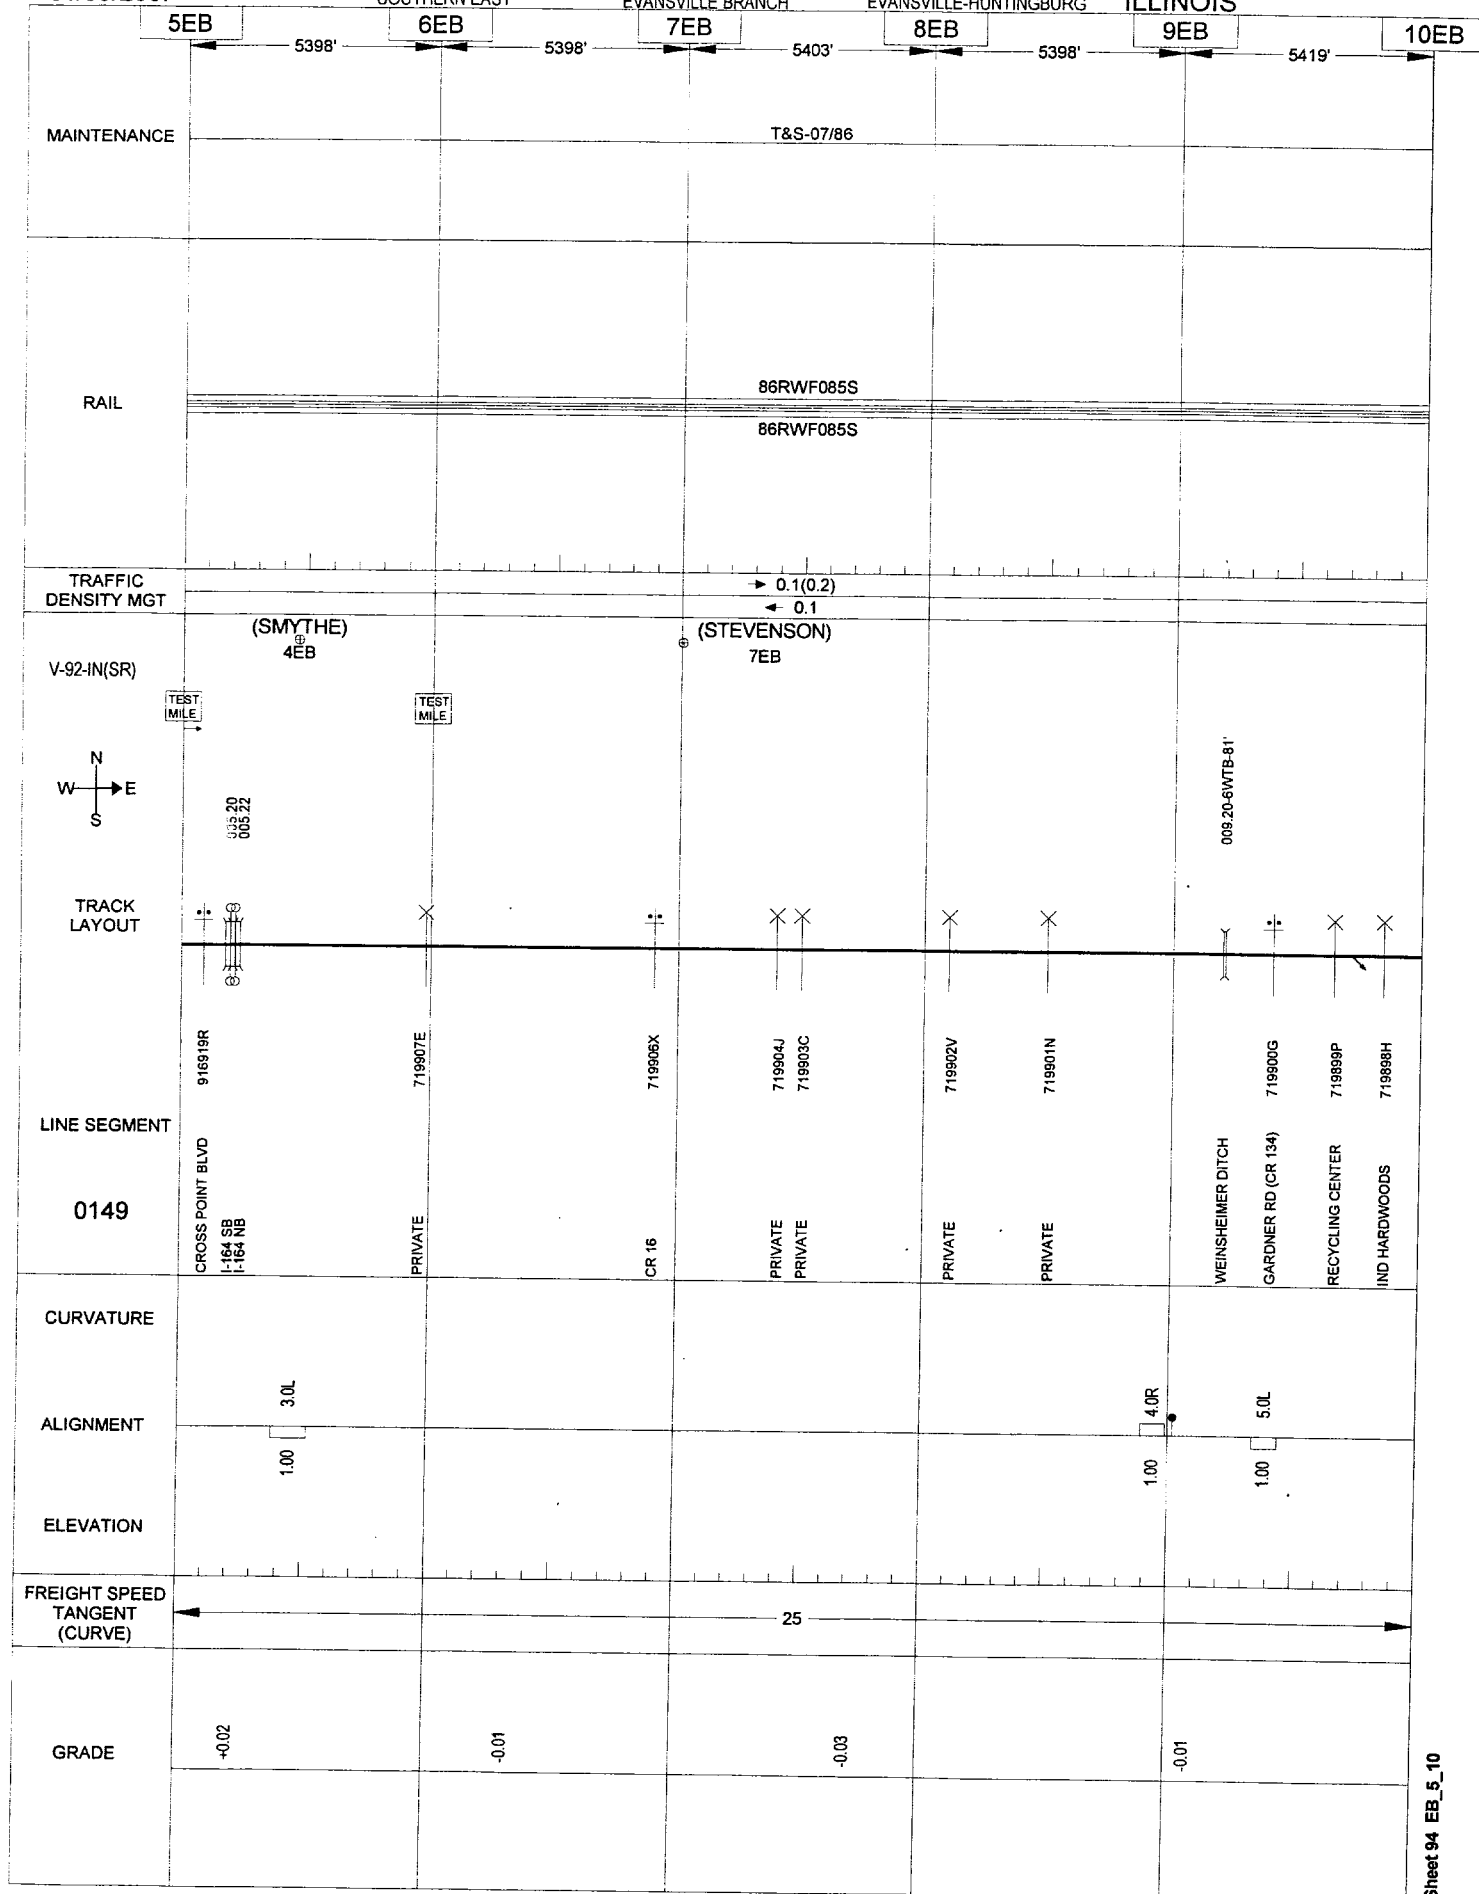 SOUTHERN EAST EVANSVILLE BRANCH EVANSVILLE-HUNTINGBURG ILLINOIS
5EB 6EB 7EB 8EB 9EB 10EB
5398' 5398' 5403' 5398' 5419'
MAINTENANCE
T&S-07/86
RAIL
86RWF085S
86RWF085S
TRAFFIC
DENSITY MGT
0.1(0.2)
0.1
(SMYTHE)
4EB
(STEVENSON)
7EB
V-92-IN(SR)
TEST
MILE
TEST
MILE
N
W E
S
005.20
005.22
009.20-6WTB-81'
TRACK
LAYOUT
916919R
719907E
719906X
719904J
719903C
719902V
719901N
719900G
719899P
719898H
LINE SEGMENT
0149
CROSS POINT BLVD
I-164 SB
I-164 NB
PRIVATE
CR 16
PRIVATE
PRIVATE
PRIVATE
PRIVATE
WEINSHEIMER DITCH
GARDNER RD (CR 134)
RECYCLING CENTER
IND HARDWOODS
CURVATURE
3.0L
4.0R
5.0L
ALIGNMENT
1.00
1.00
1.00
ELEVATION
FREIGHT SPEED
TANGENT
(CURVE)
25
GRADE
+0.02
-0.01
-0.03
-0.01
Sheet 94 EB_5_10